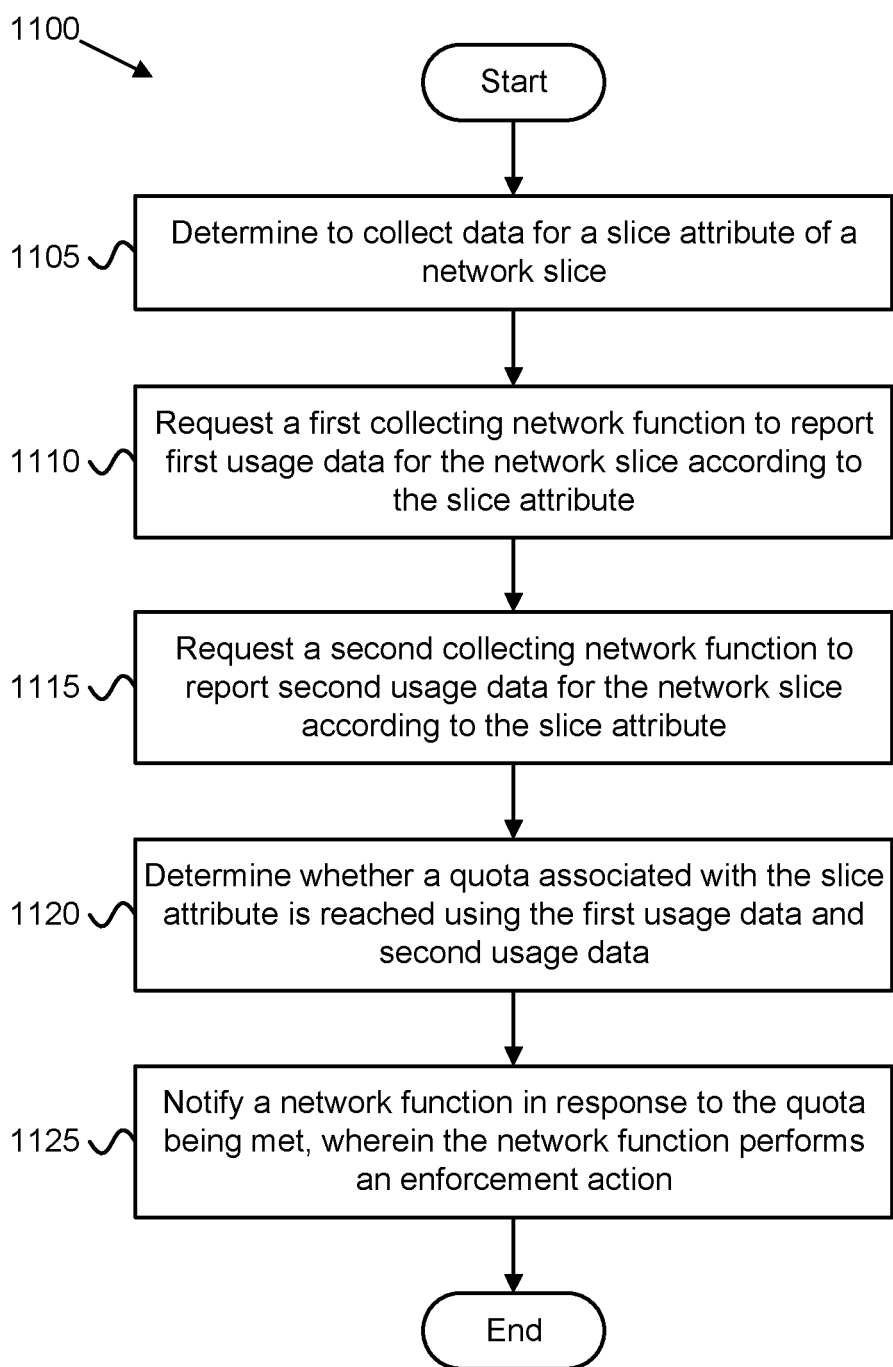 1100
Start
1105
Determine to collect data for a slice attribute of a
network slice
1110
Request a first collecting network function to report
first usage data for the network slice according to
the slice attribute
1115
Request a second collecting network function to
report second usage data for the network slice
according to the slice attribute
1120
Determine whether a quota associated with the slice
attribute is reached using the first usage data and
second usage data
1125
Notify a network function in response to the quota
being met, wherein the network function performs
an enforcement action
End